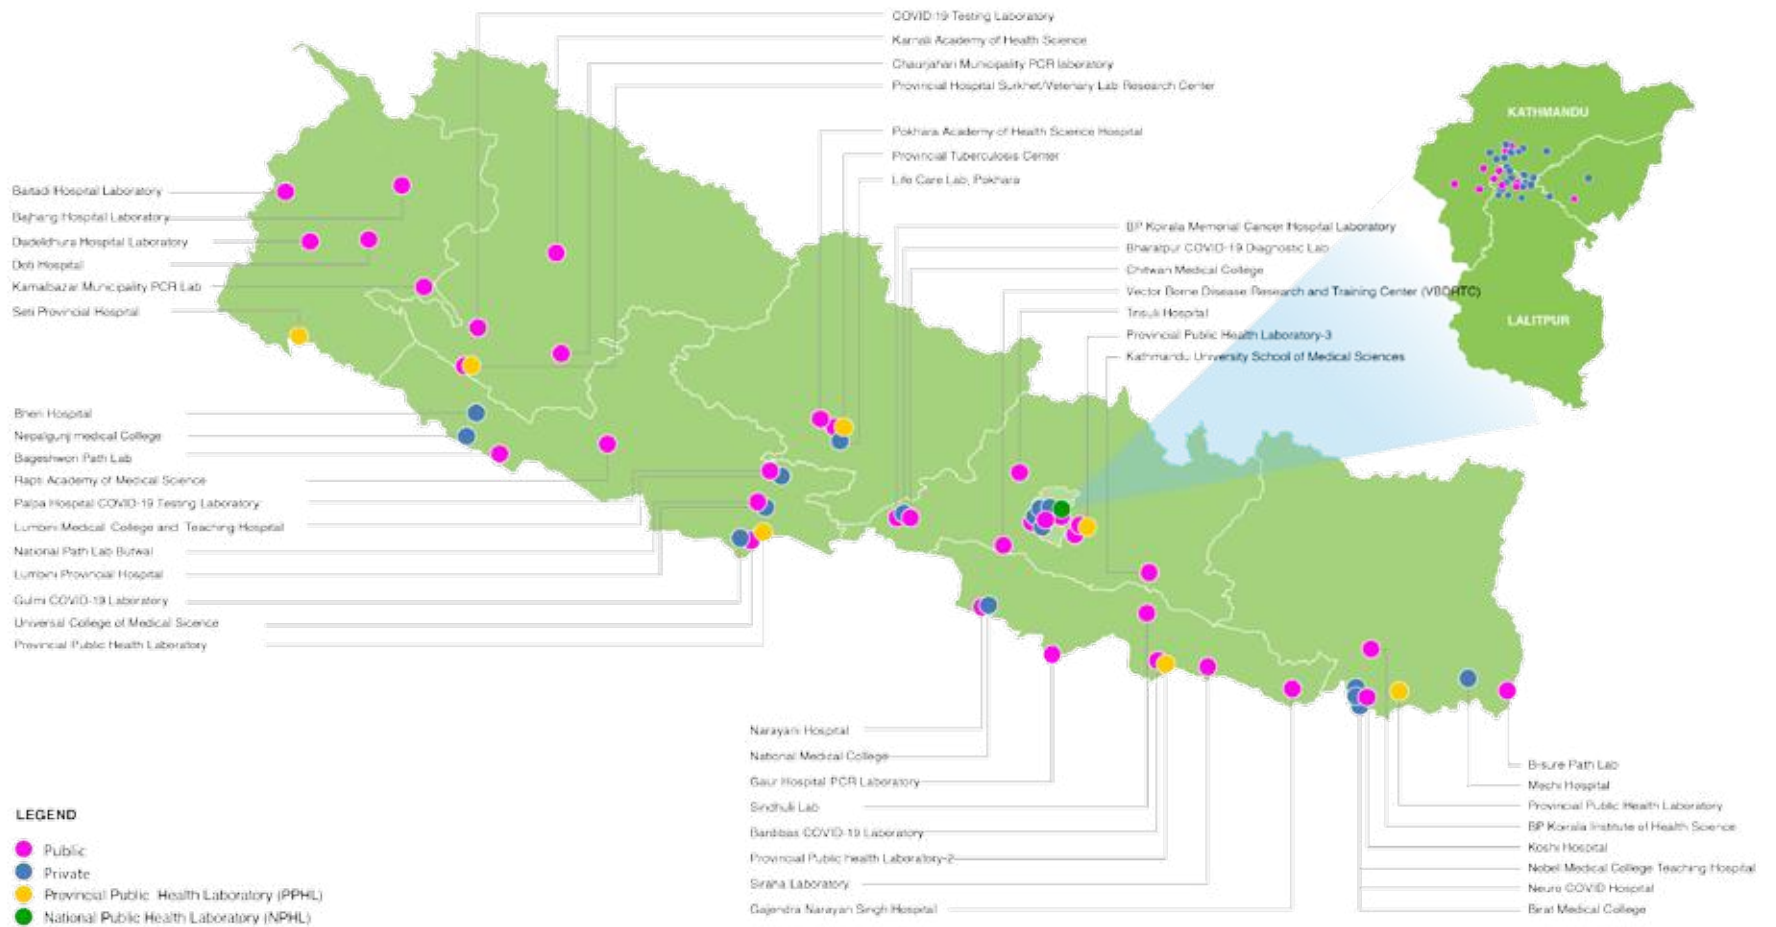 COVID-19 Testing Laboratory
Karnali Academy of Health Science
Chaurjahari Municipality PCR laboratory
Provincial Hospital Surkhet/Vetenary Lab Research Center
Pokhara Academy of Health Science Hospital
Provincial Tuberculosis Center
Life Care Lab, Pokhara
BP Koirala Memorial Cancer Hospital Laboratory
Bharatpur COVID-19 Diagnostic Lab
Chitwan Medical College
Vector Borne Disease Research and Training Center (VBDRTC)
Trisuli Hospital
Provincial Public Health Laboratory-3
Kathmandu University School of Medical Sciences
KATHMANDU
LALITPUR
Baitadi Hospital Laboratory
Bajhang Hospital Laboratory
Dadeldhura Hospital Laboratory
Doti Hospital
Kamalbazar Municipality PCR Lab
Seti Provincial Hospital
Bheri Hospital
Nepalgunj medical College
Bageshwori Path Lab
Rapti Academy of Medical Science
Palpa Hospital COVID-19 Testing Laboratory
Lumbini Medical College and Teaching Hospital
National Path Lab Butwal
Lumbini Provincial Hospital
Gulmi COVID-19 Laboratory
Universal College of Medical Sicence
Provincial Public Health Laboratory
Narayani Hospital
National Medical College
Gaur Hospital PCR Laboratory
Sindhuli Lab
Bardibas COVID-19 Laboratory
Provincial Public Health Laboratory-2
Siraha Laboratory
Gajendra Narayan Singh Hospital
B-sure Path Lab
Mechi Hospital
Provincial Public Health Laboratory
BP Koirala Institute of Health Science
Koshi Hospital
Nobel Medical College Teaching Hospital
Neuro COVID Hospital
Birat Medical College
LEGEND
Public
Private
Provincial Public Health Laboratory (PPHL)
National Public Health Laboratory (NPHL)